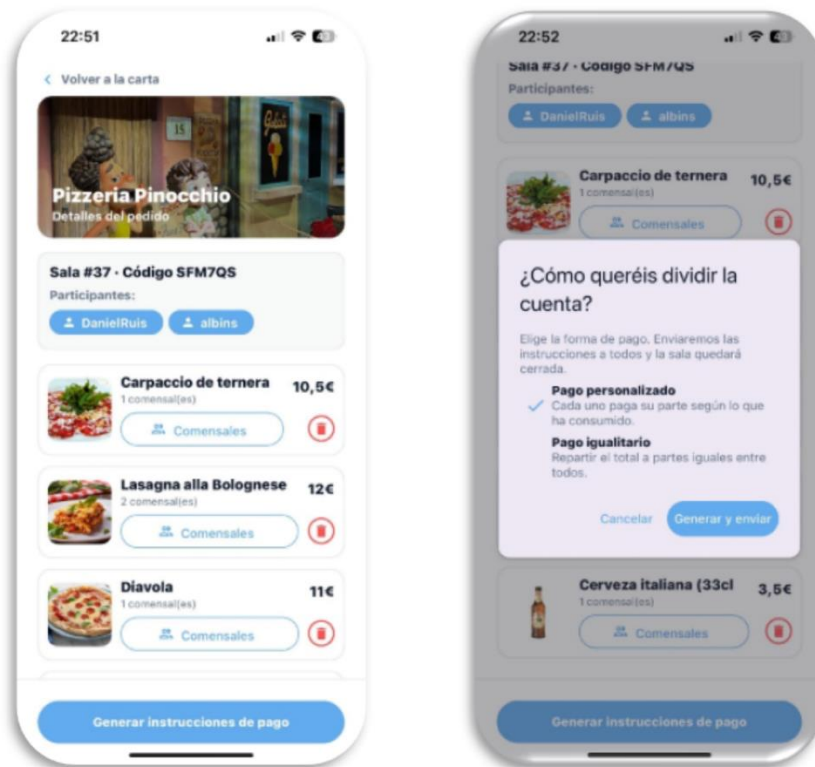 22:51
Volver a la carta
15
Pizzeria Pinocchio
Detalles del pedido
Sala #37 · Código SFM7QS
Participantes:
DanielRuis
albins
Carpaccio de ternera
10,5€
1 comensal(es)
Comensales
Lasagna alla Bolognese
12€
2 comensal(es)
Comensales
Diavola
11€
1 comensal(es)
Comensales
Generar instrucciones de pago
22:52
Sala #37 · Código SFM7QS
Participantes:
DanielRuis
albins
Carpaccio de ternera
10,5€
1 comensal(es)
Comensales
¿Cómo queréis dividir la
cuenta?
Elige la forma de pago. Enviaremos las
instrucciones a todos y la sala quedará
cerrada.
Pago personalizado
Cada uno paga su parte según lo que
ha consumido.
Pago igualitario
Repartir el total a partes iguales entre
todos.
Cancelar
Generar y enviar
Cerveza italiana (33cl
3,5€
1 comensal(es)
Comensales
Generar instrucciones de pago